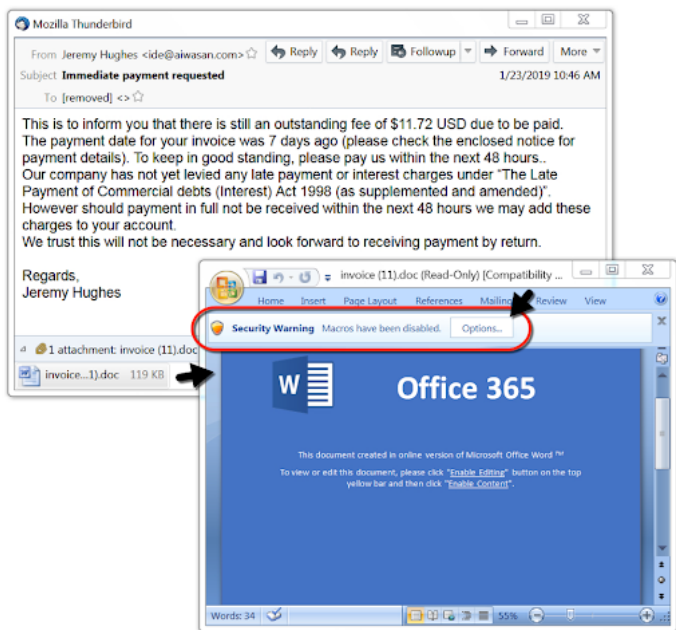 Mozilla Thunderbird
From Jeremy Hughes <ide@aiwasan.com> Reply Reply Followup Forward More
Subject Immediate payment requested 1/23/2019 10:46 AM
To [removed] <>
This is to inform you that there is still an outstanding fee of $11.72 USD due to be paid.
The payment date for your invoice was 7 days ago (please check the enclosed notice for
payment details). To keep in good standing, please pay us within the next 48 hours..
Our company has not yet levied any late payment or interest charges under “The Late
Payment of Commercial debts (Interest) Act 1998 (as supplemented and amended)”.
However should payment in full not be received within the next 48 hours we may add these
charges to your account.
We trust this will not be necessary and look forward to receiving payment by return.
Regards,
Jeremy Hughes
1 attachment: invoice (11).doc
invoice...1).doc 119 KB
invoice (11).doc (Read-Only) [Compatibility ...
Home Insert Page Layout References Mailing Review View
Security Warning Macros have been disabled. Options...
W
Office 365
This document created in online version of Microsoft Office Word ™
To view or edit this document, please click "Enable Editing" button on the top
yellow bar and then click "Enable Content".
Words: 34 55%